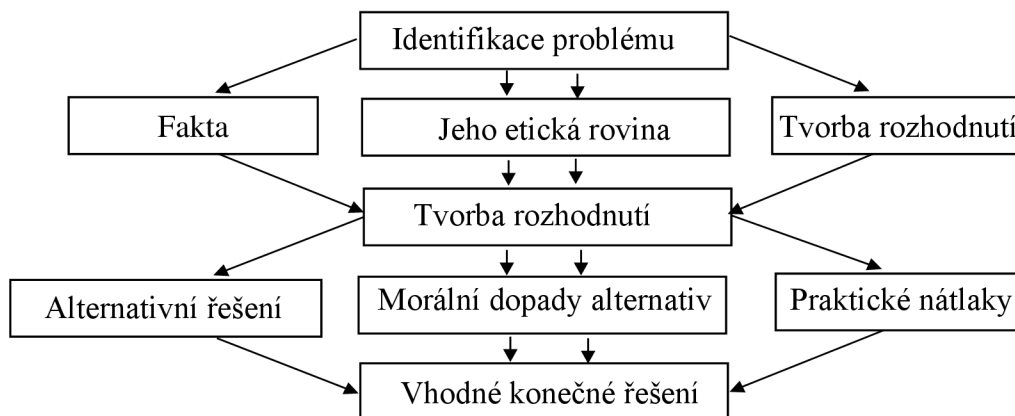 Identifikace problému
Fakta
Jeho etická rovina
Tvorba rozhodnutí
Tvorba rozhodnutí
Alternativní řešení
Morální dopady alternativ
Praktické nátlaky
Vhodné konečné řešení